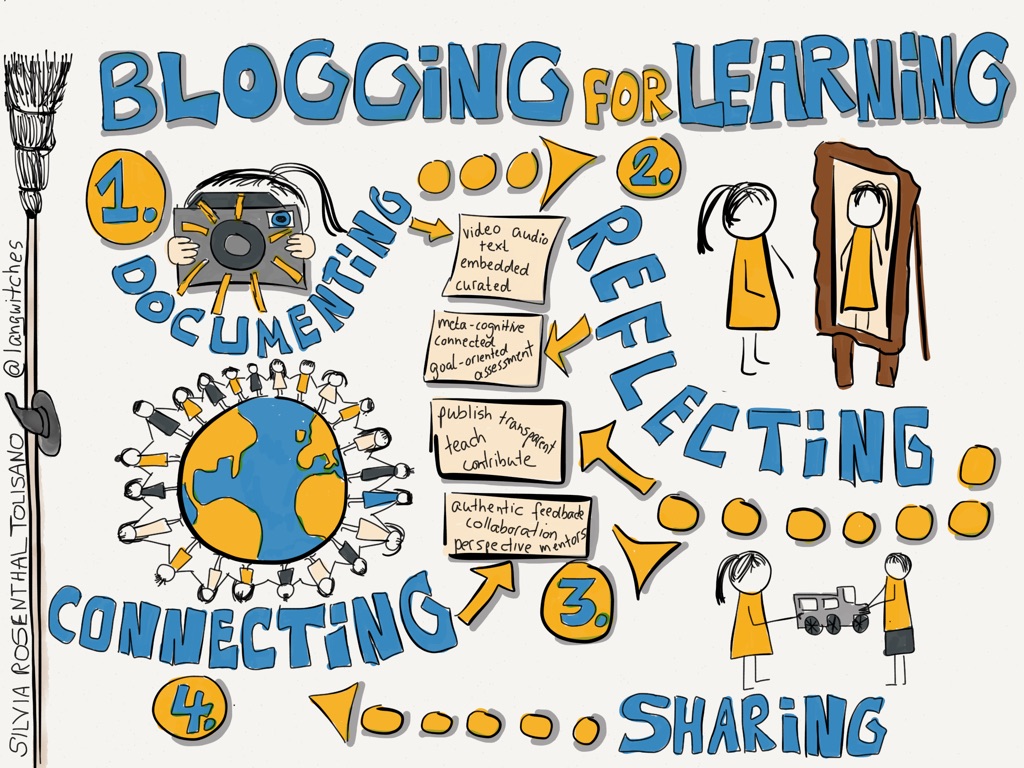 BLOGGiNG FOR LEARNiNG
1.
DOCUMENTiNG
video audio
text
embedded
curated
2.
REFLECTiNG
meta-cognitive
connected
goal-oriented
assessment
3.
SHARiNG
publish transparent
teach
contribute
4.
CONNECTiNG
authentic feedback
collaboration
perspective mentors
SILVIA ROSENTHAL TOLISANO @langwitches